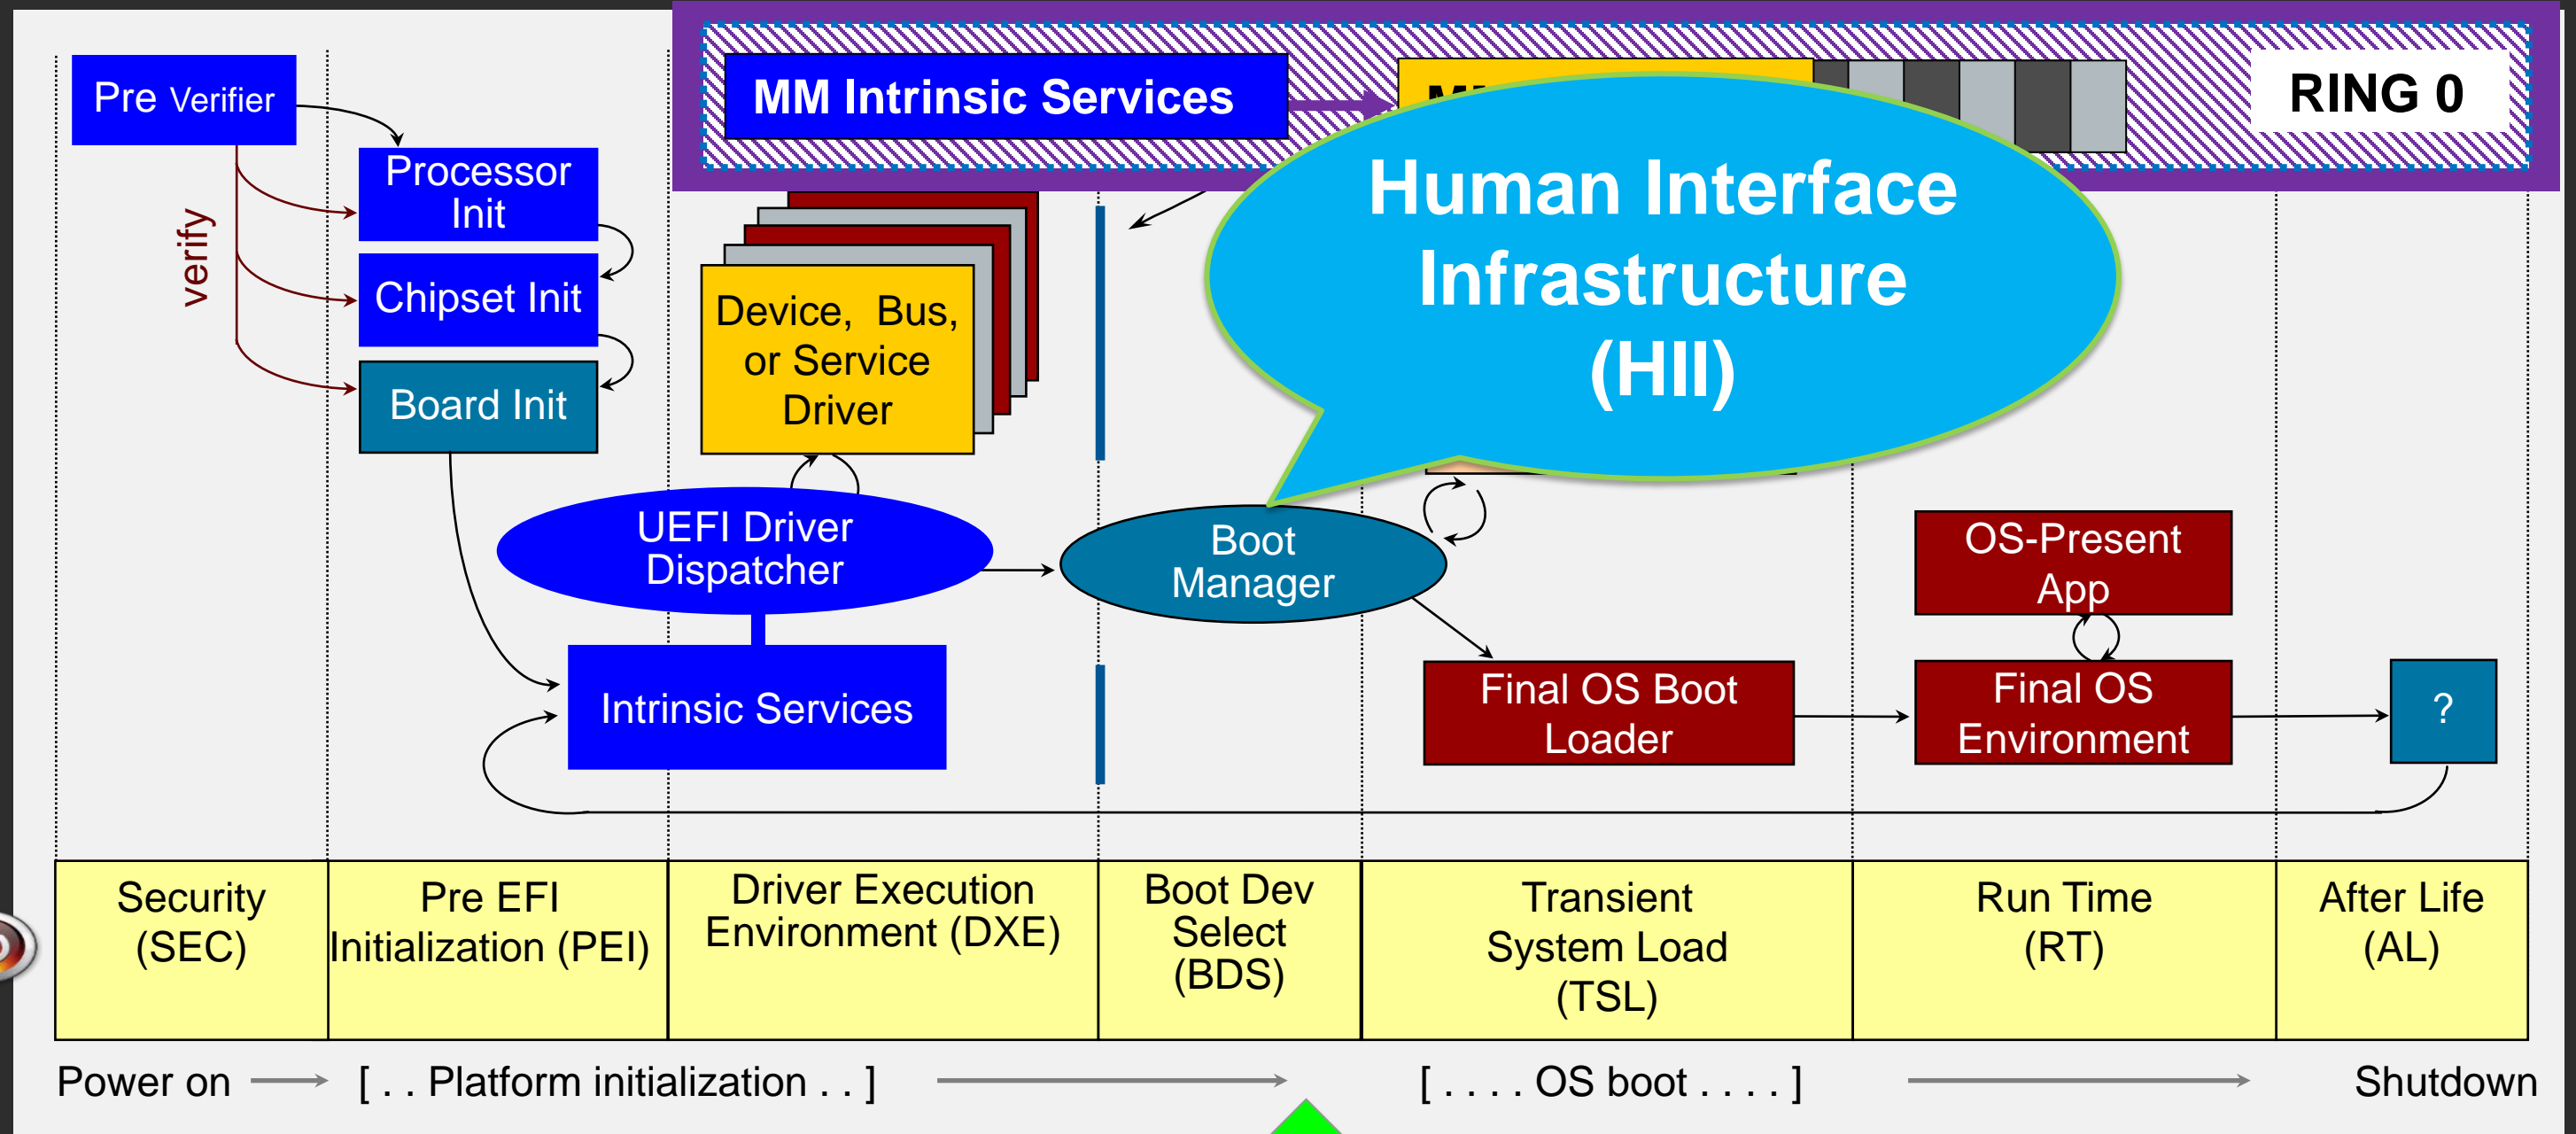 MM Intrinsic Services
RING 0
Pre Verifier
Processor
Init
verify
Chipset Init
Board Init
Device, Bus,
or Service
Driver
Human Interface
Infrastructure
(HII)
UEFI Driver
Dispatcher
Boot
Manager
OS-Present
App
Intrinsic Services
Final OS Boot
Loader
Final OS
Environment
?
Security
(SEC)
Pre EFI
Initialization (PEI)
Driver Execution
Environment (DXE)
Boot Dev
Select
(BDS)
Transient
System Load
(TSL)
Run Time
(RT)
After Life
(AL)
Power on
[ . . Platform initialization . . ]
[ . . . . OS boot . . . . ]
Shutdown